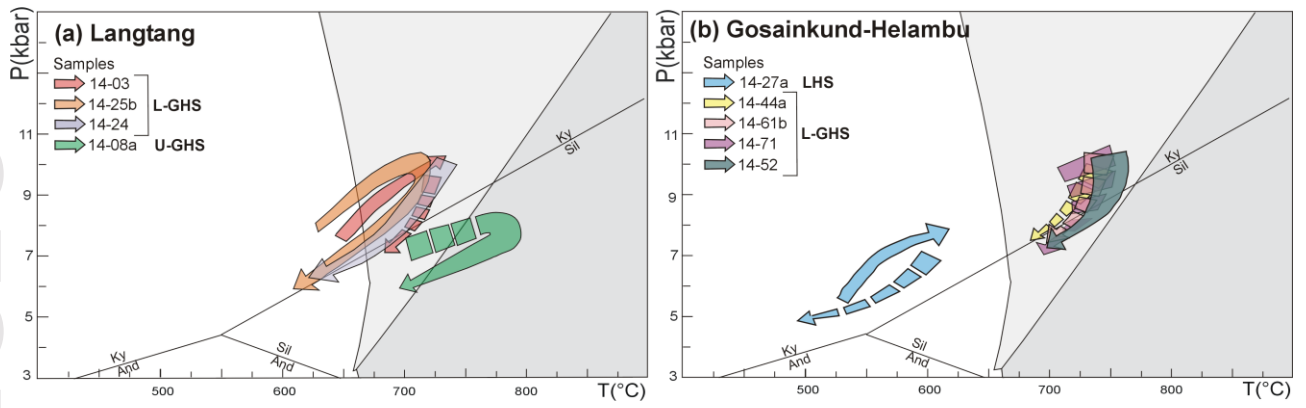 (a) Langtang
P(kbar)
Samples
14-03
14-25b
L-GHS
14-24
14-08a
U-GHS
11
9
7
5
3
Ky
Sil
Ky
And
Sil
And
500
600
700
800
T(°C)
(b) Gosainkund-Helambu
P(kbar)
Samples
14-27a LHS
14-44a
14-61b
L-GHS
14-71
14-52
11
9
7
5
3
Ky
Sil
Ky
And
Sil
And
500
600
700
800
T(°C)